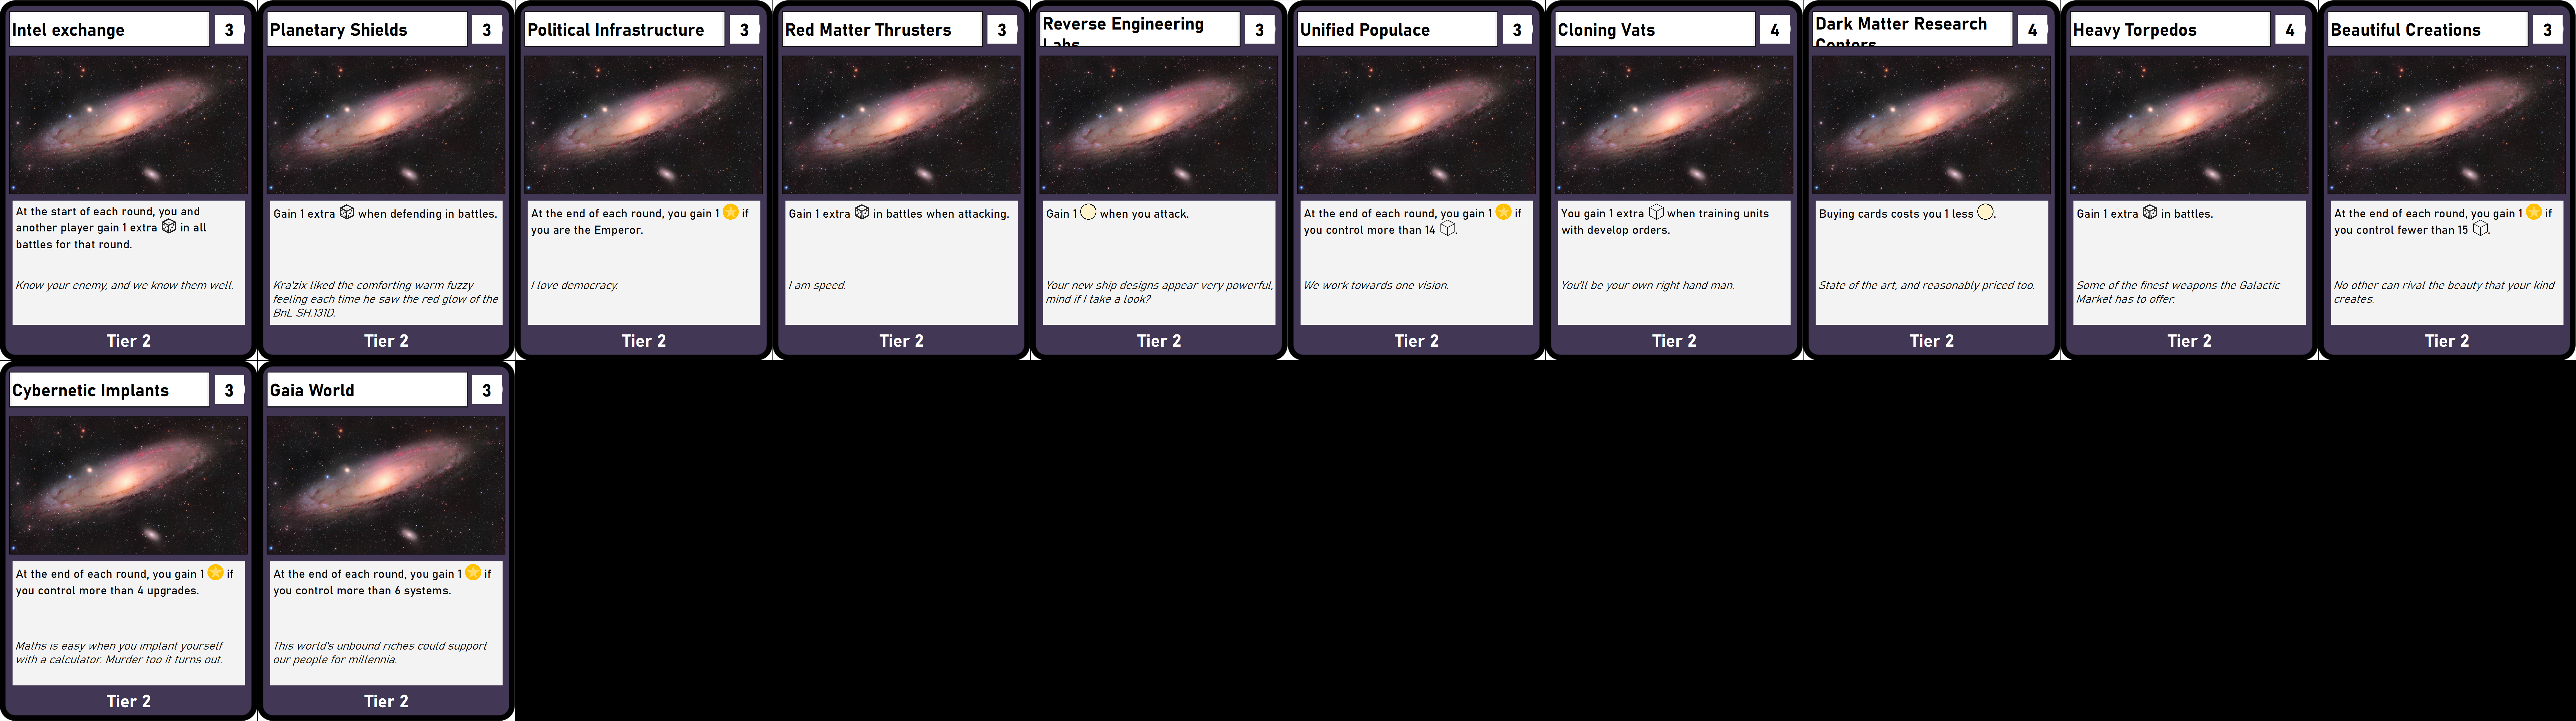 Intel exchange
3
At the start of each round, you and
another player gain 1 extra in all
battles for that round.
Know your enemy, and we know them well.
Tier 2
Planetary Shields
3
Gain 1 extra when defending in battles.
Kra'zix liked the comforting warm fuzzy
feeling each time he saw the red glow of the
BnL SH.131D.
Tier 2
Political Infrastructure
3
At the end of each round, you gain 1 if
you are the Emperor.
I love democracy.
Tier 2
Red Matter Thrusters
3
Gain 1 extra in battles when attacking.
I am speed.
Tier 2
Reverse Engineering
Labs
3
Gain 1 when you attack.
Your new ship designs appear very powerful,
mind if I take a look?
Tier 2
Unified Populace
3
At the end of each round, you gain 1 if
you control more than 14 .
We work towards one vision.
Tier 2
Cloning Vats
4
You gain 1 extra when training units
with develop orders.
You'll be your own right hand man.
Tier 2
Dark Matter Research
Centers
4
Buying cards costs you 1 less .
State of the art, and reasonably priced too.
Tier 2
Heavy Torpedos
4
Gain 1 extra in battles.
Some of the finest weapons the Galactic
Market has to offer.
Tier 2
Beautiful Creations
3
At the end of each round, you gain 1 if
you control fewer than 15 .
No other can rival the beauty that your kind
creates.
Tier 2
Cybernetic Implants
3
At the end of each round, you gain 1 if
you control more than 4 upgrades.
Maths is easy when you implant yourself
with a calculator. Murder too it turns out.
Tier 2
Gaia World
3
At the end of each round, you gain 1 if
you control more than 6 systems.
This world's unbound riches could support
our people for millennia.
Tier 2